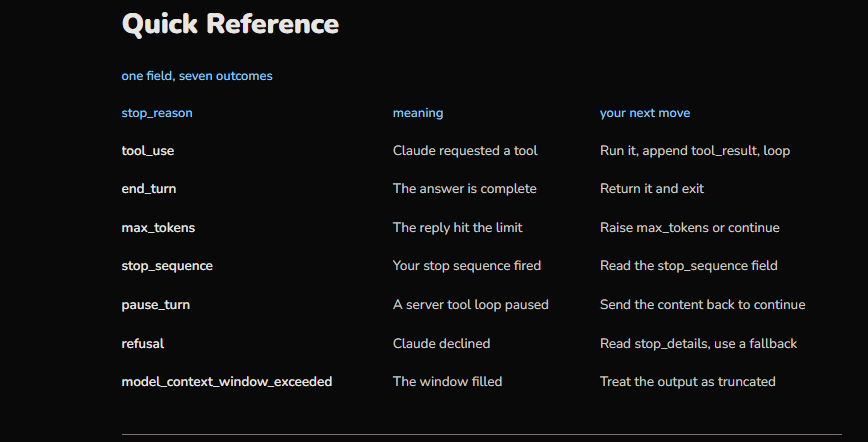 Quick Reference
one field, seven outcomes
stop_reason meaning your next move
tool_use Claude requested a tool Run it, append tool_result, loop
end_turn The answer is complete Return it and exit
max_tokens The reply hit the limit Raise max_tokens or continue
stop_sequence Your stop sequence fired Read the stop_sequence field
pause_turn A server tool loop paused Send the content back to continue
refusal Claude declined Read stop_details, use a fallback
model_context_window_exceeded The window filled Treat the output as truncated